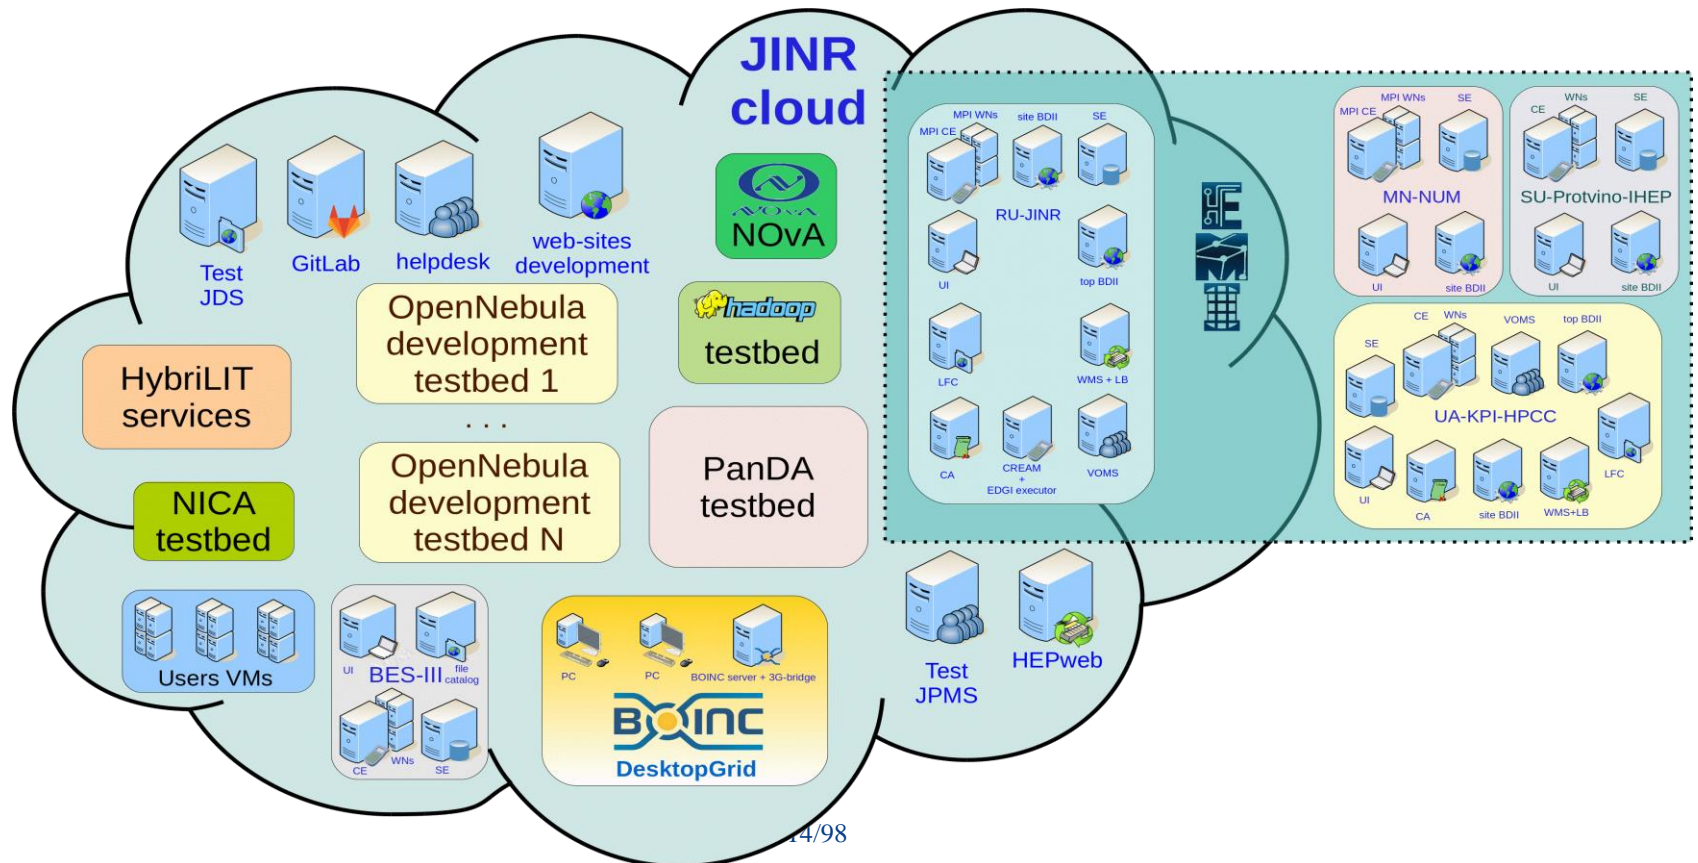 JINR
cloud
Test
JDS
GitLab
helpdesk
web-sites
development
NOvA
NOvA
OpenNebula
development
testbed 1
. . .
OpenNebula
development
testbed N
hadoop
testbed
HybriLIT
services
PanDA
testbed
NICA
testbed
Users VMs
UI
BES-III
file
catalog
CE
WNs
SE
PC
PC
BOINC server + 3G-bridge
BOINC
DesktopGrid
Test
JPMS
HEPweb
MPI CE
MPI WNs
site BDII
SE
RU-JINR
UI
top BDII
LFC
WMS + LB
CA
CREAM
+
EDGI executor
VOMS
MPI CE
MPI WNs
SE
MN-NUM
UI
site BDII
CE
WNs
SE
SU-Protvino-IHEP
UI
site BDII
SE
CE
WNs
VOMS
top BDII
UA-KPI-HPCC
UI
CA
site BDII
WMS+LB
LFC
4/98